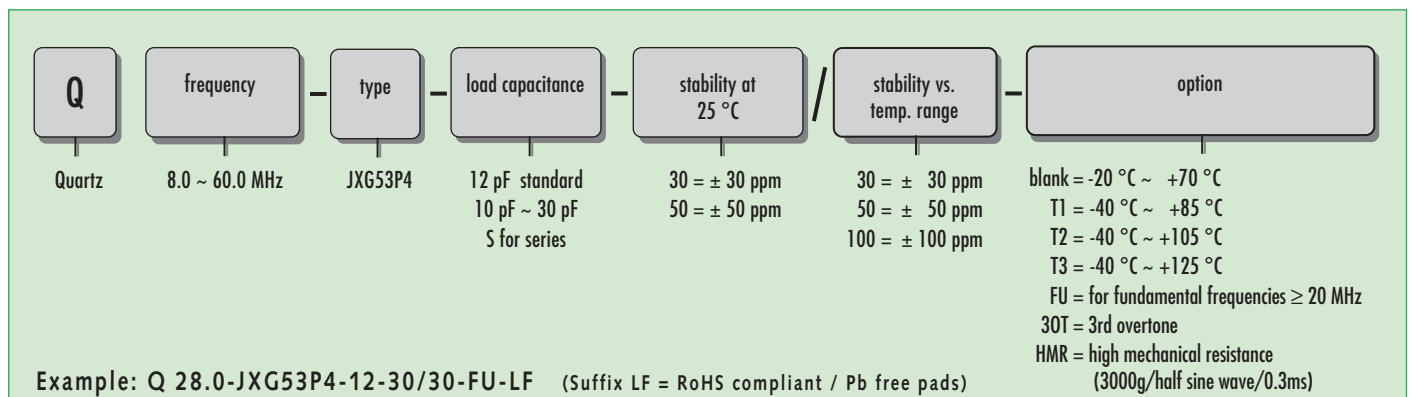 Q frequency – type – load capacitance – stability at 25 °C / stability vs. temp. range – option
Quartz
8.0 ~ 60.0 MHz
JXG53P4
12 pF standard
10 pF ~ 30 pF
S for series
30 = ± 30 ppm
50 = ± 50 ppm
30 = ± 30 ppm
50 = ± 50 ppm
100 = ± 100 ppm
blank = -20 °C ~ +70 °C
T1 = -40 °C ~ +85 °C
T2 = -40 °C ~ +105 °C
T3 = -40 °C ~ +125 °C
FU = for fundamental frequencies ≥ 20 MHz
3OT = 3rd overtone
HMR = high mechanical resistance
(3000g/half sine wave/0.3ms)
Example: Q 28.0-JXG53P4-12-30/30-FU-LF (Suffix LF = RoHS compliant / Pb free pads)